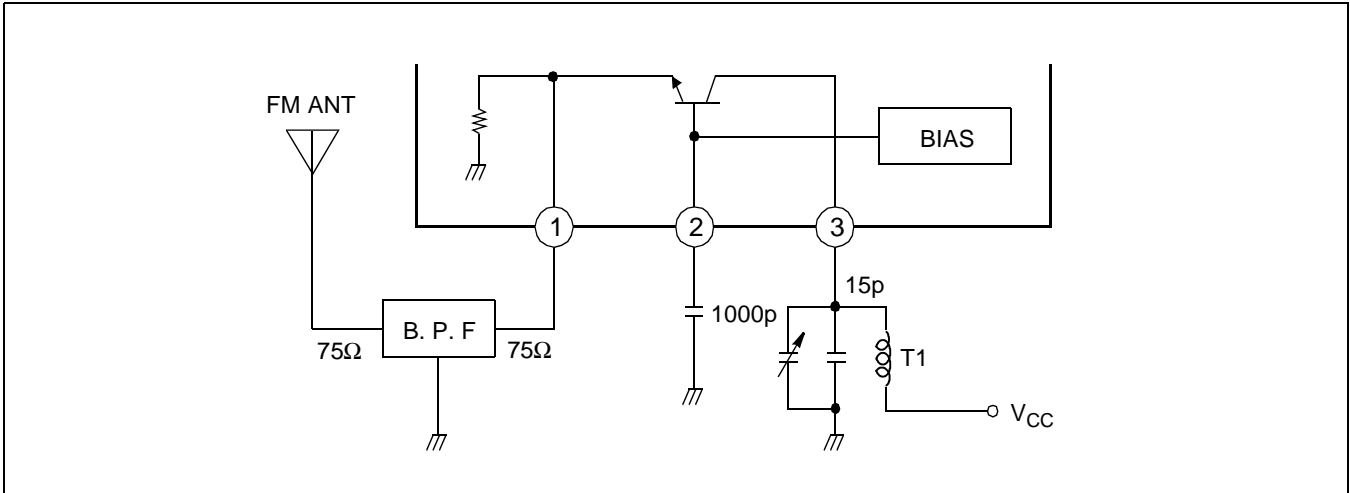 FM ANT
BIAS
1
2
3
15p
1000p
B. P. F
75Ω
75Ω
T1
VCC